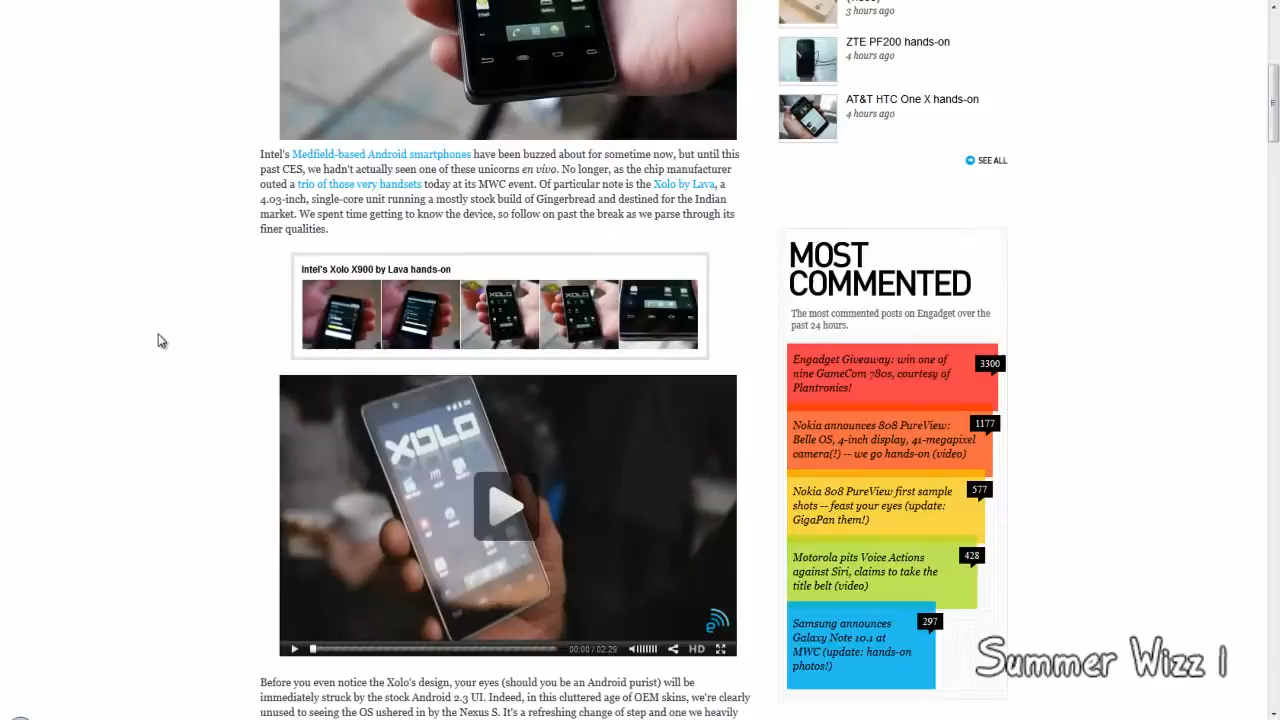 3 hours ago
ZTE PF200 hands-on
4 hours ago
AT&T HTC One X hands-on
4 hours ago
SEE ALL
Intel's Medfield-based Android smartphones have been buzzed about for sometime now, but until this
past CES, we hadn't actually seen one of these unicorns en vivo. No longer, as the chip manufacturer
outed a trio of those very handsets today at its MWC event. Of particular note is the Xolo by Lava, a
4.03-inch, single-core unit running a mostly stock build of Gingerbread and destined for the Indian
market. We spent time getting to know the device, so follow on past the break as we parse through its
finer qualities.
Intel's Xolo X900 by Lava hands-on
XOLO
XOLO
XOLO
00:00 / 02:29
HD
Before you even notice the Xolo's design, your eyes (should you be an Android purist) will be
immediately struck by the stock Android 2.3 UI. Indeed, in this cluttered age of OEM skins, we're clearly
unused to seeing the OS ushered in by the Nexus S. It's a refreshing change of step and one we heavily
MOST
COMMENTED
The most commented posts on Engadget over the
past 24 hours.
Engadget Giveaway: win one of
nine GameCom 780s, courtesy of
Plantronics!
3300
Nokia announces 808 PureView:
Belle OS, 4-inch display, 41-megapixel
camera(!) -- we go hands-on (video)
1177
Nokia 808 PureView first sample
shots -- feast your eyes (update:
GigaPan them!)
577
Motorola pits Voice Actions
against Siri, claims to take the
title belt (video)
428
Samsung announces
Galaxy Note 10.1 at
MWC (update: hands-on
photos!)
297
Summer Wizz 1